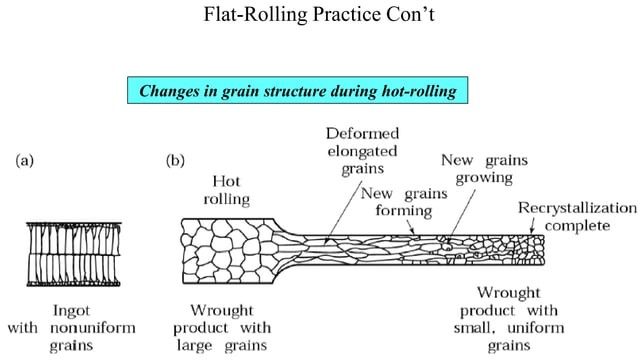 Flat-Rolling Practice Con’t
Changes in grain structure during hot-rolling
(a)
(b)
Hot
rolling
Deformed
elongated
grains
New grains
forming
New grains
growing
Recrystallization
complete
Ingot
with nonuniform
grains
Wrought
product with
large grains
Wrought
product with
small, uniform
grains